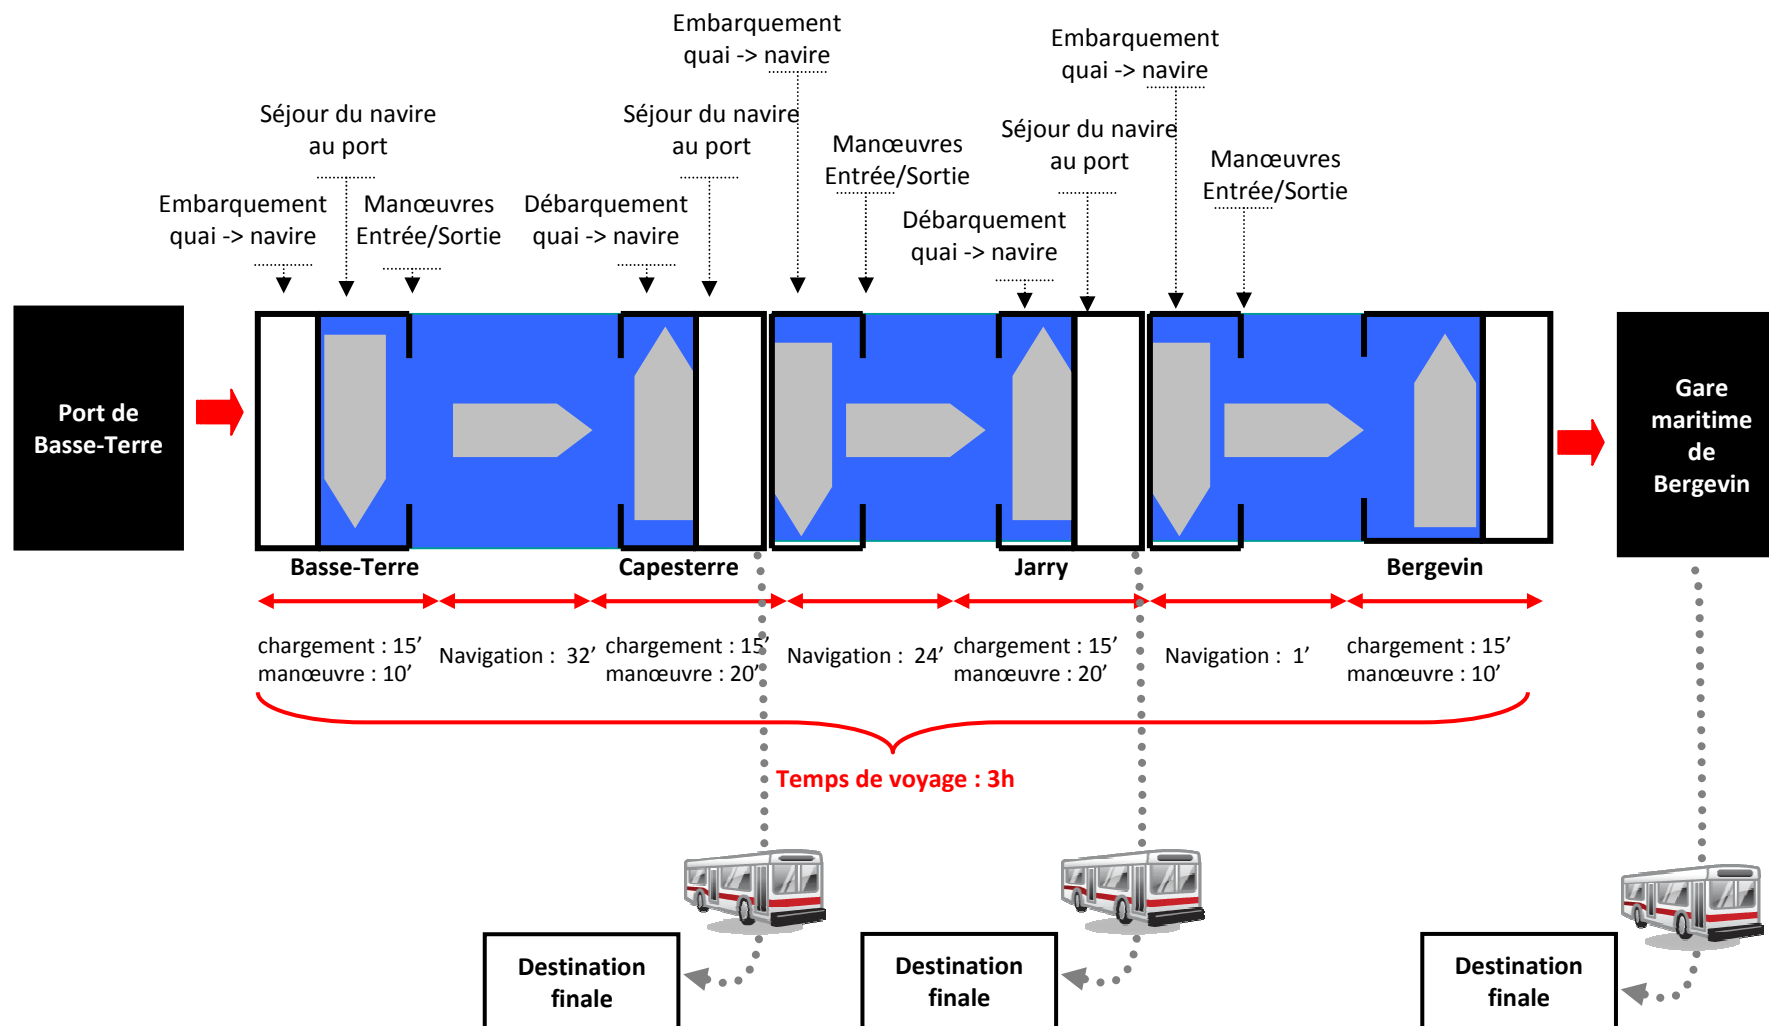 Embarquement
quai -> navire
Embarquement
quai -> navire
Séjour du navire
au port
Séjour du navire
au port
Séjour du navire
au port
Manœuvres
Entrée/Sortie
Manœuvres
Entrée/Sortie
Embarquement
quai -> navire
Manœuvres
Entrée/Sortie
Débarquement
quai -> navire
Débarquement
quai -> navire
Port de
Basse-Terre
Gare
maritime
de
Bergevin
Basse-Terre
Capesterre
Jarry
Bergevin
chargement : 15’
manœuvre : 10’
Navigation : 32’
chargement : 15’
manœuvre : 20’
Navigation : 24’
chargement : 15’
manœuvre : 20’
Navigation : 1’
chargement : 15’
manœuvre : 10’
Temps de voyage : 3h
Destination
finale
Destination
finale
Destination
finale